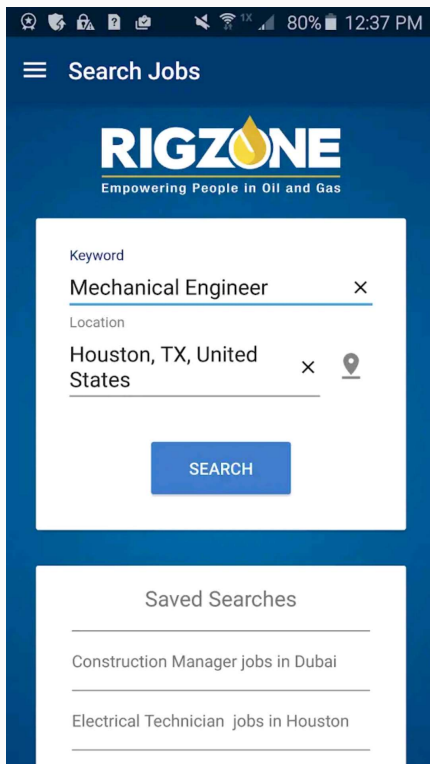 1X 80% 12:37 PM
Search Jobs
RIGZONE
Empowering People in Oil and Gas
Keyword
Mechanical Engineer
Location
Houston, TX, United
States
SEARCH
Saved Searches
Construction Manager jobs in Dubai
Electrical Technician jobs in Houston